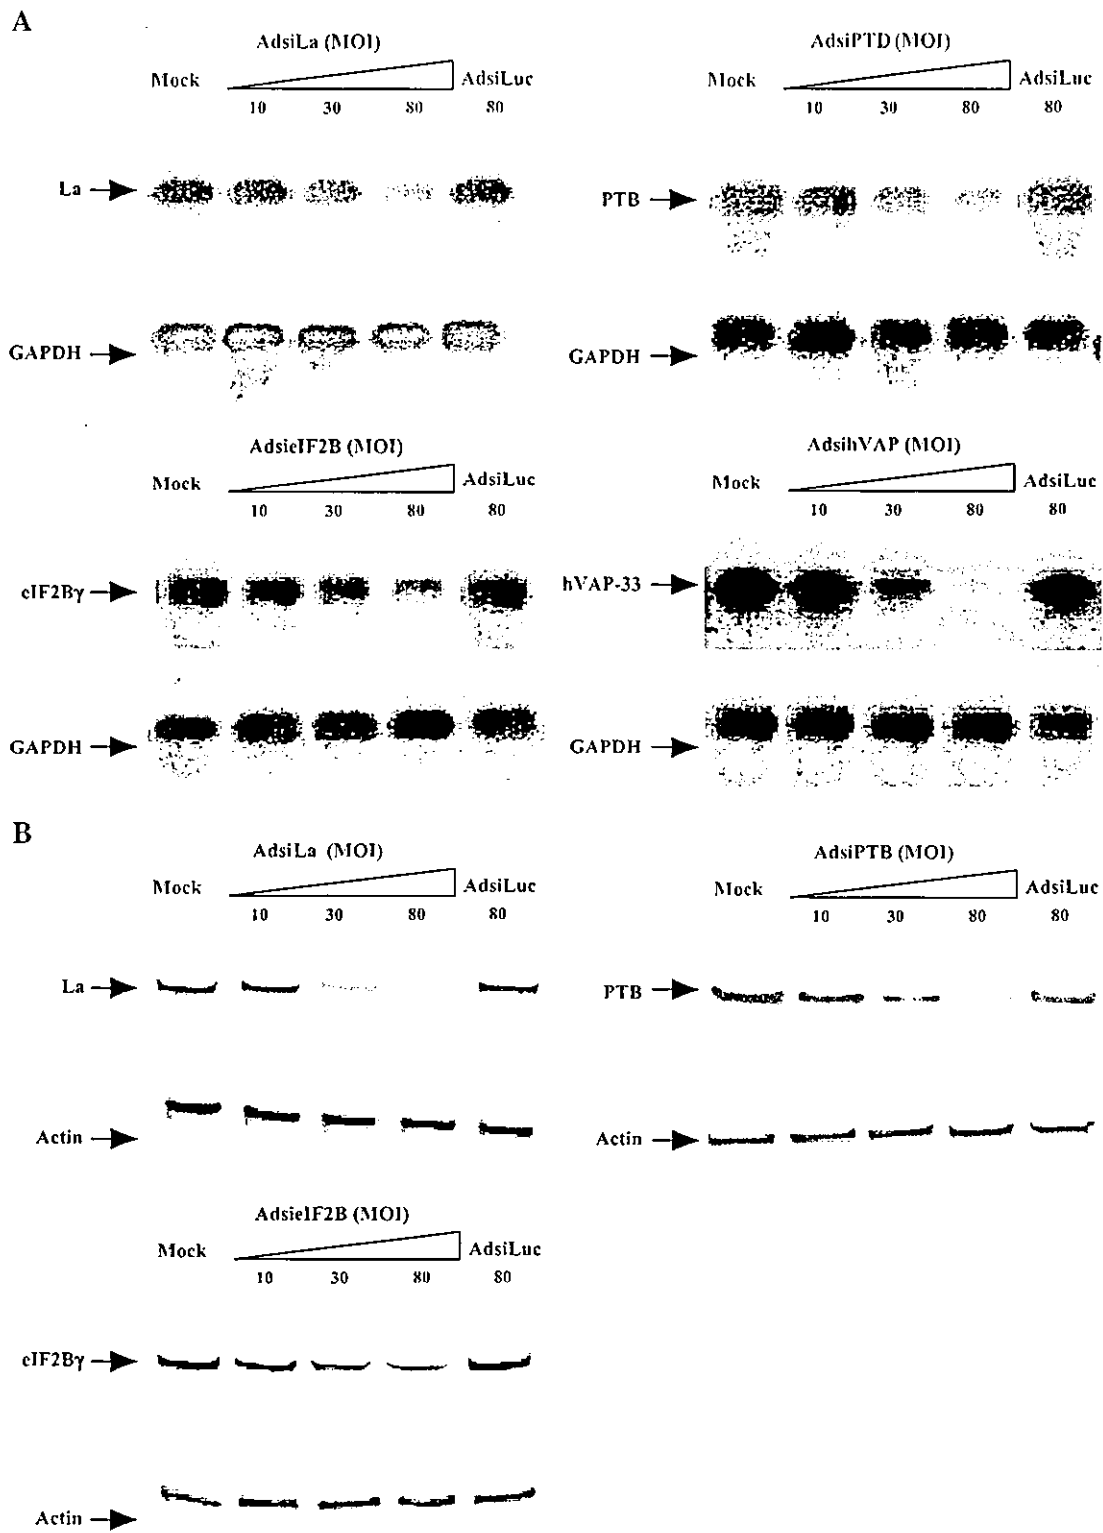 A
AdsiLa (MOI)
Mock
AdsiLuc
10 30 80 80
La
GAPDH
AdsiPTD (MOI)
Mock
AdsiLuc
10 30 80 80
PTB
GAPDH
AdsieIF2B (MOI)
Mock
AdsiLuc
10 30 80 80
eIF2Bγ
GAPDH
AdsihVAP (MOI)
Mock
AdsiLuc
10 30 80 80
hVAP-33
GAPDH
B
AdsiLa (MOI)
Mock
AdsiLuc
10 30 80 80
La
Actin
AdsiPTB (MOI)
Mock
AdsiLuc
10 30 80 80
PTB
Actin
AdsieIF2B (MOI)
Mock
AdsiLuc
10 30 80 80
eIF2Bγ
Actin